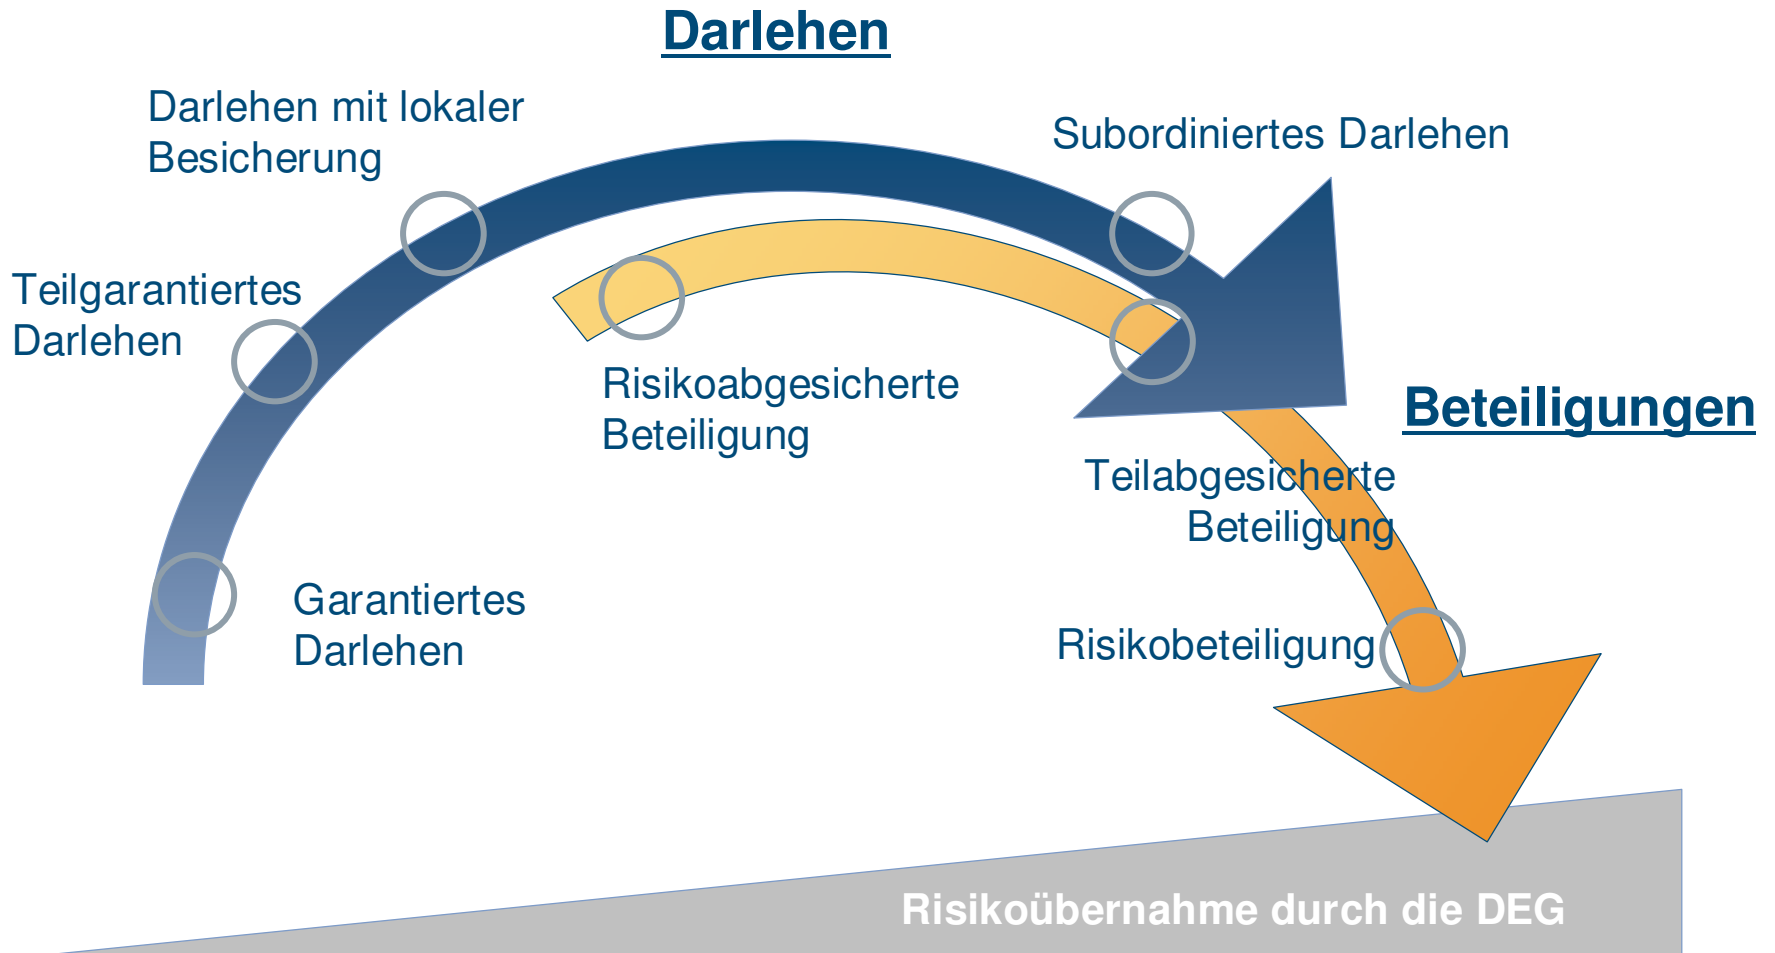 Darlehen
Darlehen mit lokaler
Besicherung
Subordiniertes Darlehen
Teilgarantiertes
Darlehen
Risikoabgesicherte
Beteiligung
Beteiligungen
Teilabgesicherte
Beteiligung
Garantiertes
Darlehen
Risikobeteiligung
Risikoübernahme durch die DEG